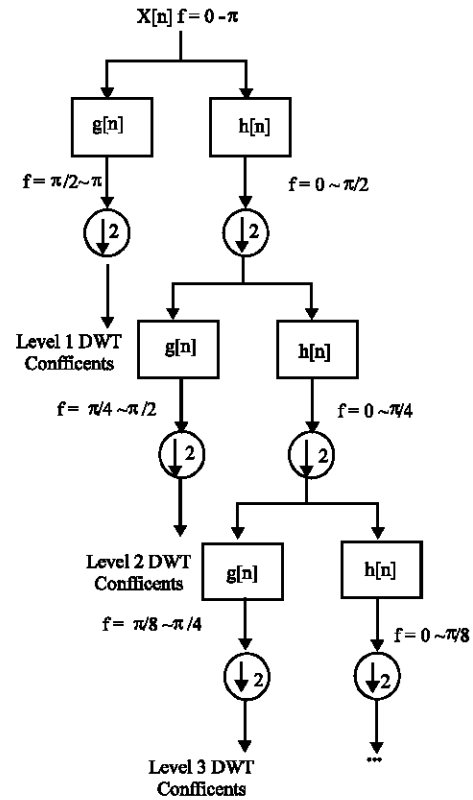 X[n] f = 0 - π
g[n]
h[n]
f = π/2~π
f = 0 ~ π/2
2
2
Level 1 DWT
Confficents
g[n]
h[n]
f = π/4 ~π/2
f = 0 ~π/4
2
2
Level 2 DWT
Confficents
g[n]
h[n]
f = π/8 ~π/4
f = 0 ~π/8
2
2
...
Level 3 DWT
Confficents